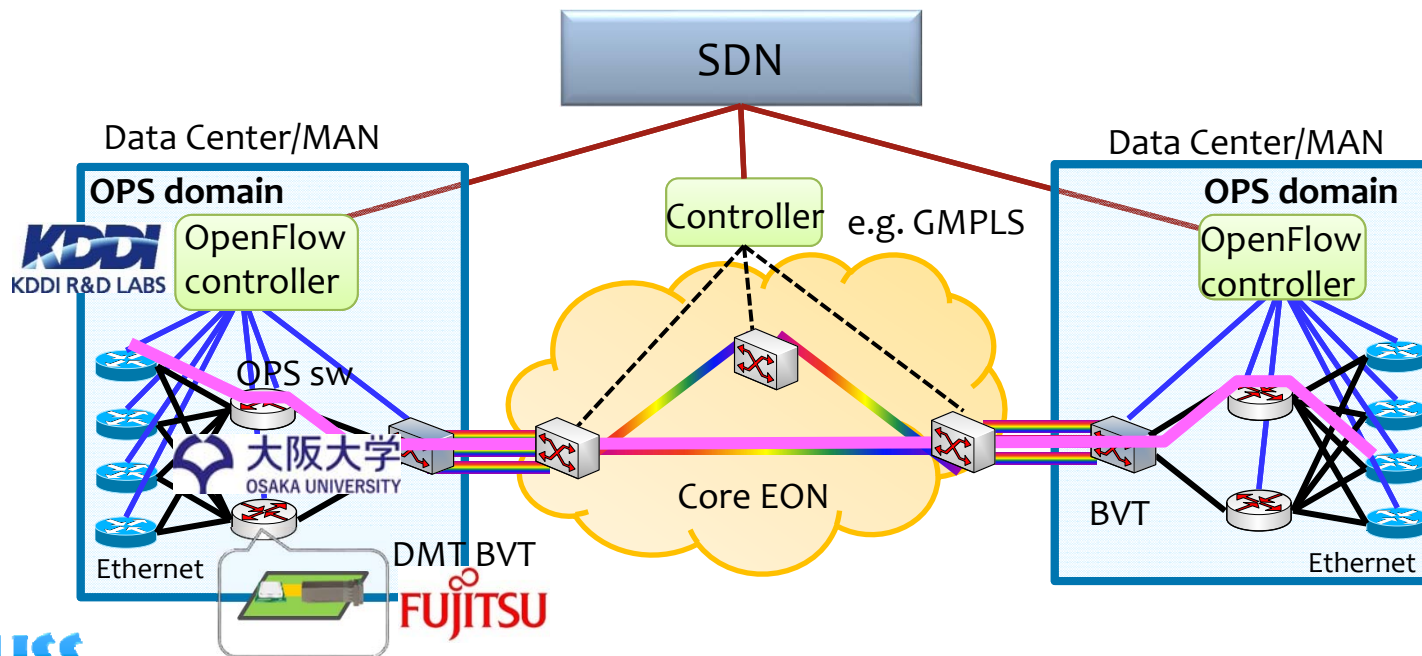 SDN
Data Center/MAN
Data Center/MAN
OPS domain
OPS domain
KDDI
KDDI R&D LABS
OpenFlow
controller
Controller
e.g. GMPLS
OpenFlow
controller
OPS sw
大阪大学
OSAKA UNIVERSITY
Core EON
BVT
Ethernet
DMT BVT
Ethernet
FUJITSU